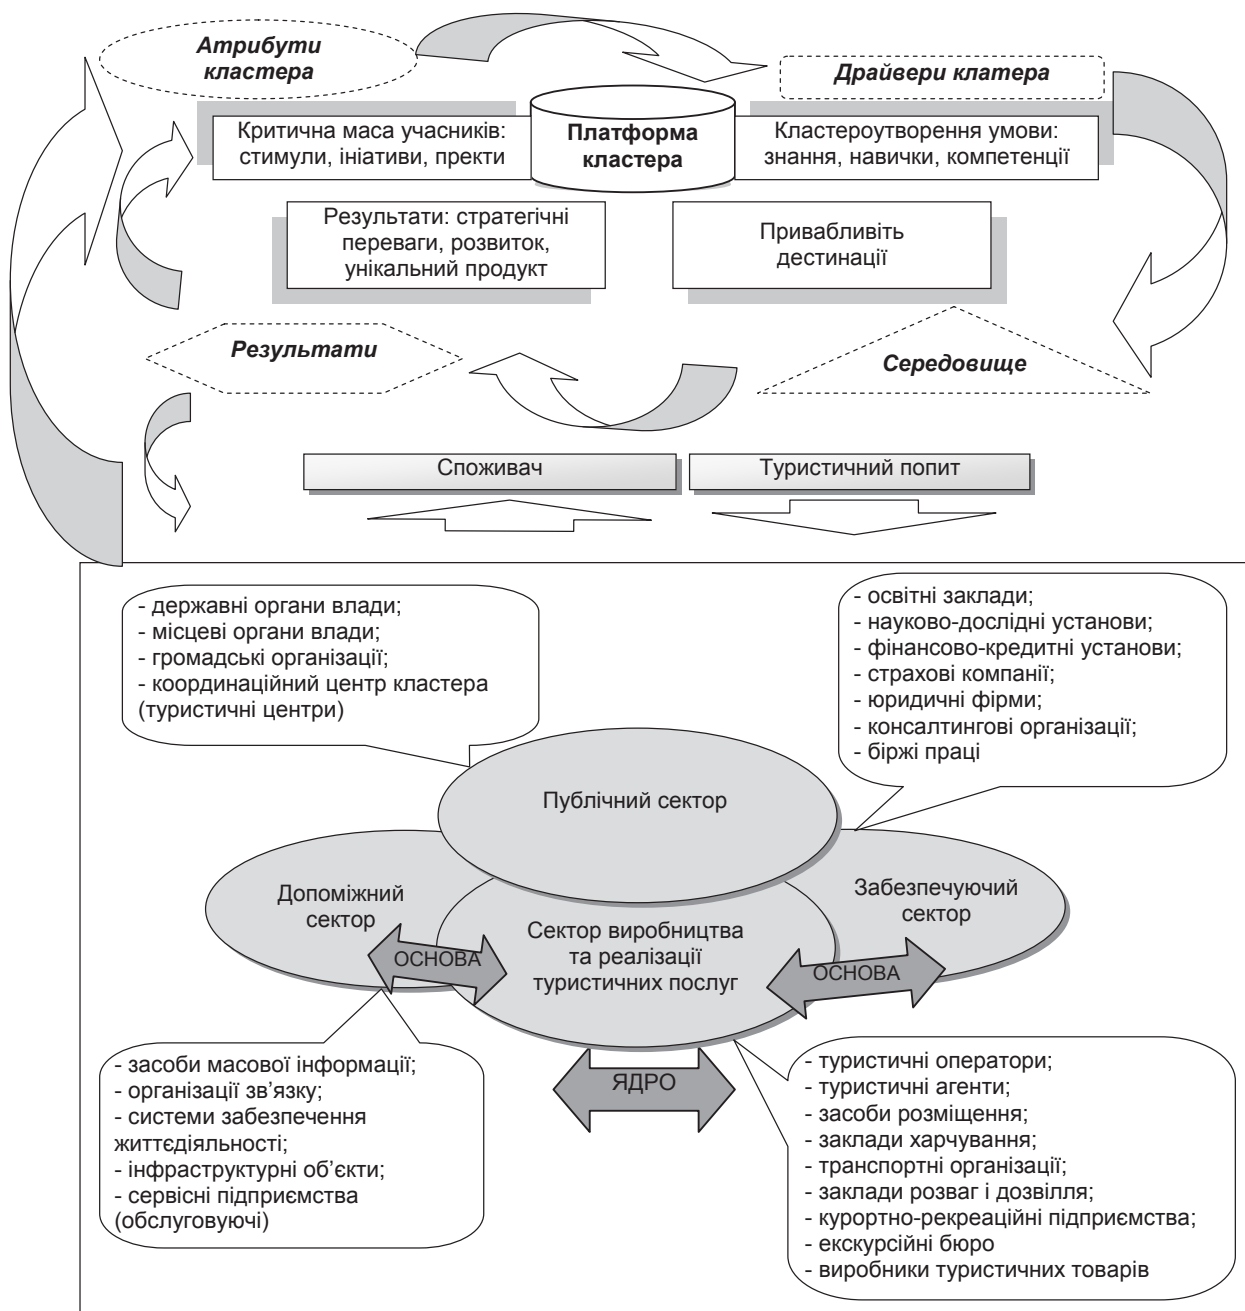 Атрибути
кластера
Драйвери клатера
Критична маса учасників:
стимули, ініативи, пректи
Платформа
кластера
Кластероутворення умови:
знання, навички, компетенції
Результати: стратегічні
переваги, розвиток,
унікальний продукт
Привабливіть
дестинації
Результати
Середовище
Споживач
Туристичний попит
- державні органи влади;
- місцеві органи влади;
- громадські організації;
- координаційний центр кластера
(туристичні центри)
- освітні заклади;
- науково-дослідні установи;
- фінансово-кредитні установи;
- страхові компанії;
- юридичні фірми;
- консалтингові організації;
- біржі праці
Публічний сектор
Допоміжний
сектор
Забезпечуючий
сектор
Сектор виробництва
та реалізації
туристичних послуг
ОСНОВА
ОСНОВА
ЯДРО
- засоби масової інформації;
- організації зв’язку;
- системи забезпечення
життєдіяльності;
- інфраструктурні об’єкти;
- сервісні підприємства
(обслуговуючі)
- туристичні оператори;
- туристичні агенти;
- засоби розміщення;
- заклади харчування;
- транспортні організації;
- заклади розваг і дозвілля;
- курортно-рекреаційні підприємства;
- екскурсійні бюро
- виробники туристичних товарів